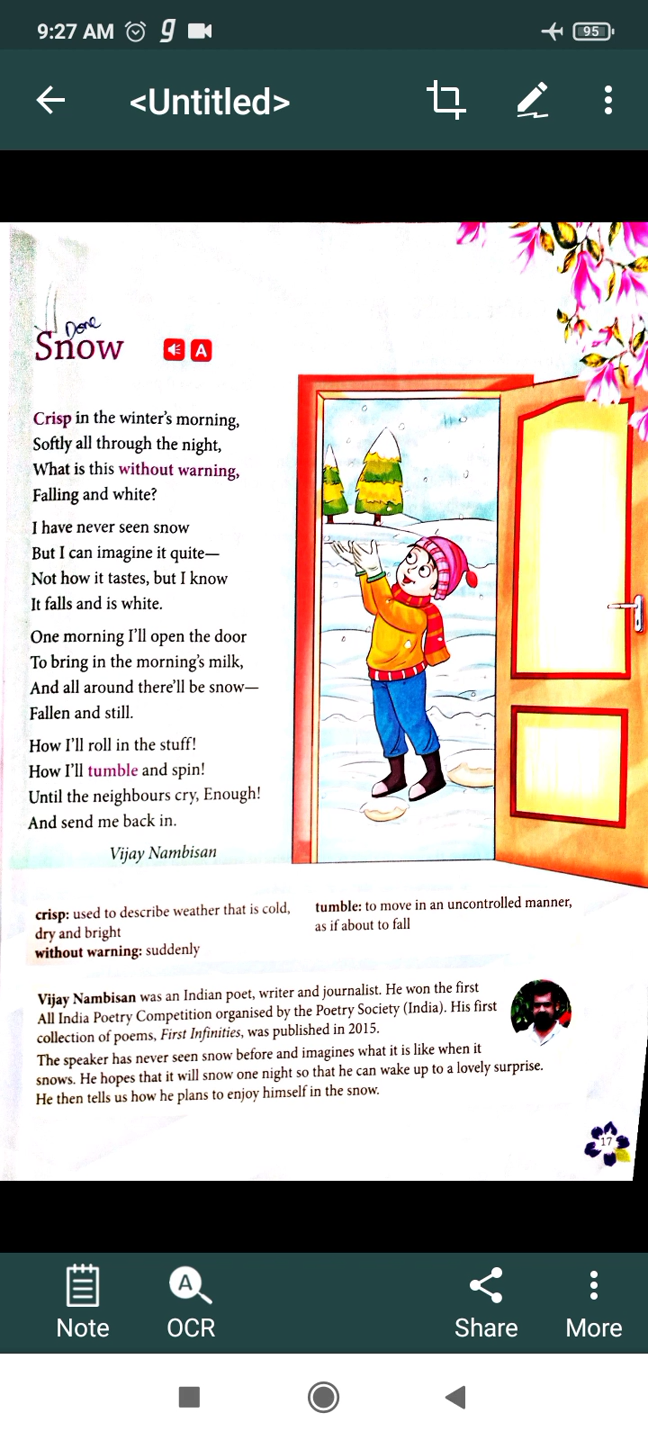 9:27 AM
95
<Untitled>
Done
Snow
A
Crisp in the winter's morning,
Softly all through the night,
What is this without warning,
Falling and white?
I have never seen snow
But I can imagine it quite—
Not how it tastes, but I know
It falls and is white.
One morning I'll open the door
To bring in the morning's milk,
And all around there'll be snow—
Fallen and still.
How I'll roll in the stuff!
How I'll tumble and spin!
Until the neighbours cry, Enough!
And send me back in.
Vijay Nambisan
crisp: used to describe weather that is cold,
dry and bright
without warning: suddenly
tumble: to move in an uncontrolled manner,
as if about to fall
Vijay Nambisan was an Indian poet, writer and journalist. He won the first
All India Poetry Competition organised by the Poetry Society (India). His first
collection of poems, First Infinities, was published in 2015.
The speaker has never seen snow before and imagines what it is like when it
snows. He hopes that it will snow one night so that he can wake up to a lovely surprise.
He then tells us how he plans to enjoy himself in the snow.
17
A
Note
OCR
Share
More